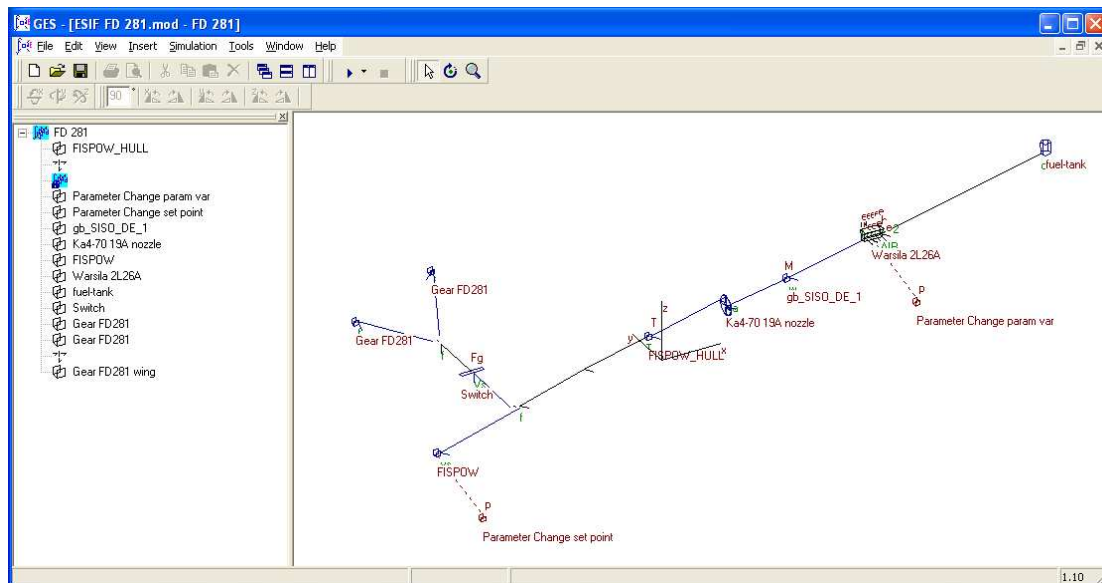 GES - [ESIF FD 281.mod - FD 281]
File Edit View Insert Simulation Tools Window Help
90 °
FD 281
FISPOW_HULL
Parameter Change param var
Parameter Change set point
gb_SISO_DE_1
Ka4-70 19A nozzle
FISPOW
Warsila 2L26A
fuel-tank
Switch
Gear FD281
Gear FD281
Gear FD281 wing
fuel-tank
c
Warsila 2L26A
M
Gear FD281
gb_SISO_DE_1
P
z
Ka4-70 19A nozzle
Parameter Change param var
T
y
Gear FD281
x
FISPOW_HULL
Fg
Switch
f
FISPOW
P
Parameter Change set point
1.10